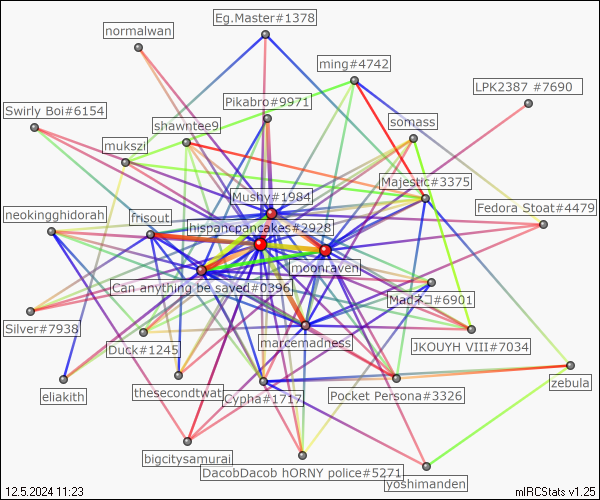 Eg.Master#1378
normalwan
ming#4742
LPK2387 #7690
Pikabro#9971
Swirly Boi#6154
shawntee9
somass
mukszi
Majestic#3375
Mushy#1984
Fedora Stoat#4479
neokingghidorah
frisout
hispancpancakes#2928
moonraven
Can anything be saved#0396
Madネコ#6901
Silver#7938
marcemadness
JKOUYH VIII#7034
Duck#1245
zebula
eliakith
thesecondtwat
Cypha#1717
Pocket Persona#3326
bigcitysamurai
DacobDacob hORNY police#5271
yoshimanden
12.5.2024 11:23
mIRCStats v1.25